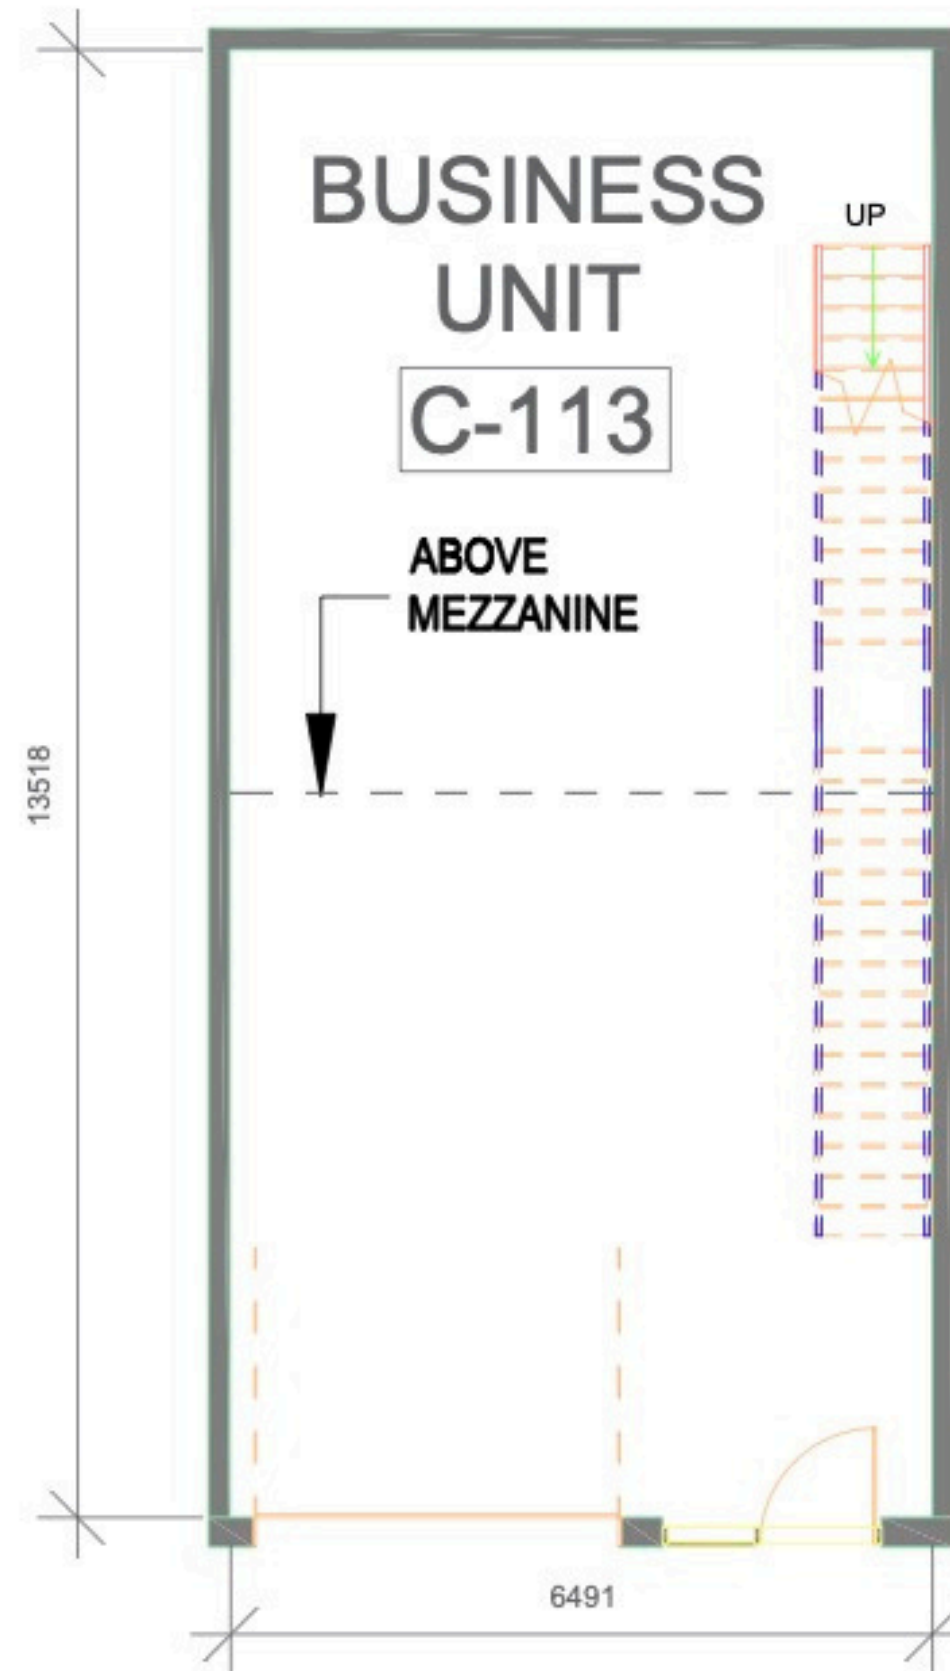 BUSINESS
UNIT
C-113
UP
ABOVE
MEZZANINE
13518
6491